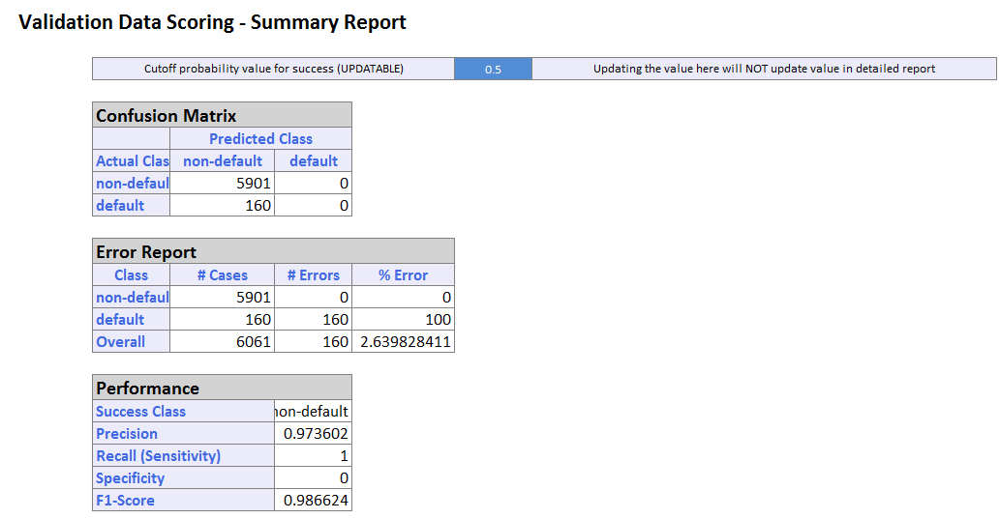 Validation Data Scoring - Summary Report
Cutoff probability value for success (UPDATABLE) 0.5 Updating the value here will NOT update value in detailed report
Confusion Matrix
Predicted Class
Actual Clas non-default default
non-defaul 5901 0
default 160 0
Error Report
Class # Cases # Errors % Error
non-defaul 5901 0 0
default 160 160 100
Overall 6061 160 2.639828411
Performance
Success Class non-default
Precision 0.973602
Recall (Sensitivity) 1
Specificity 0
F1-Score 0.986624